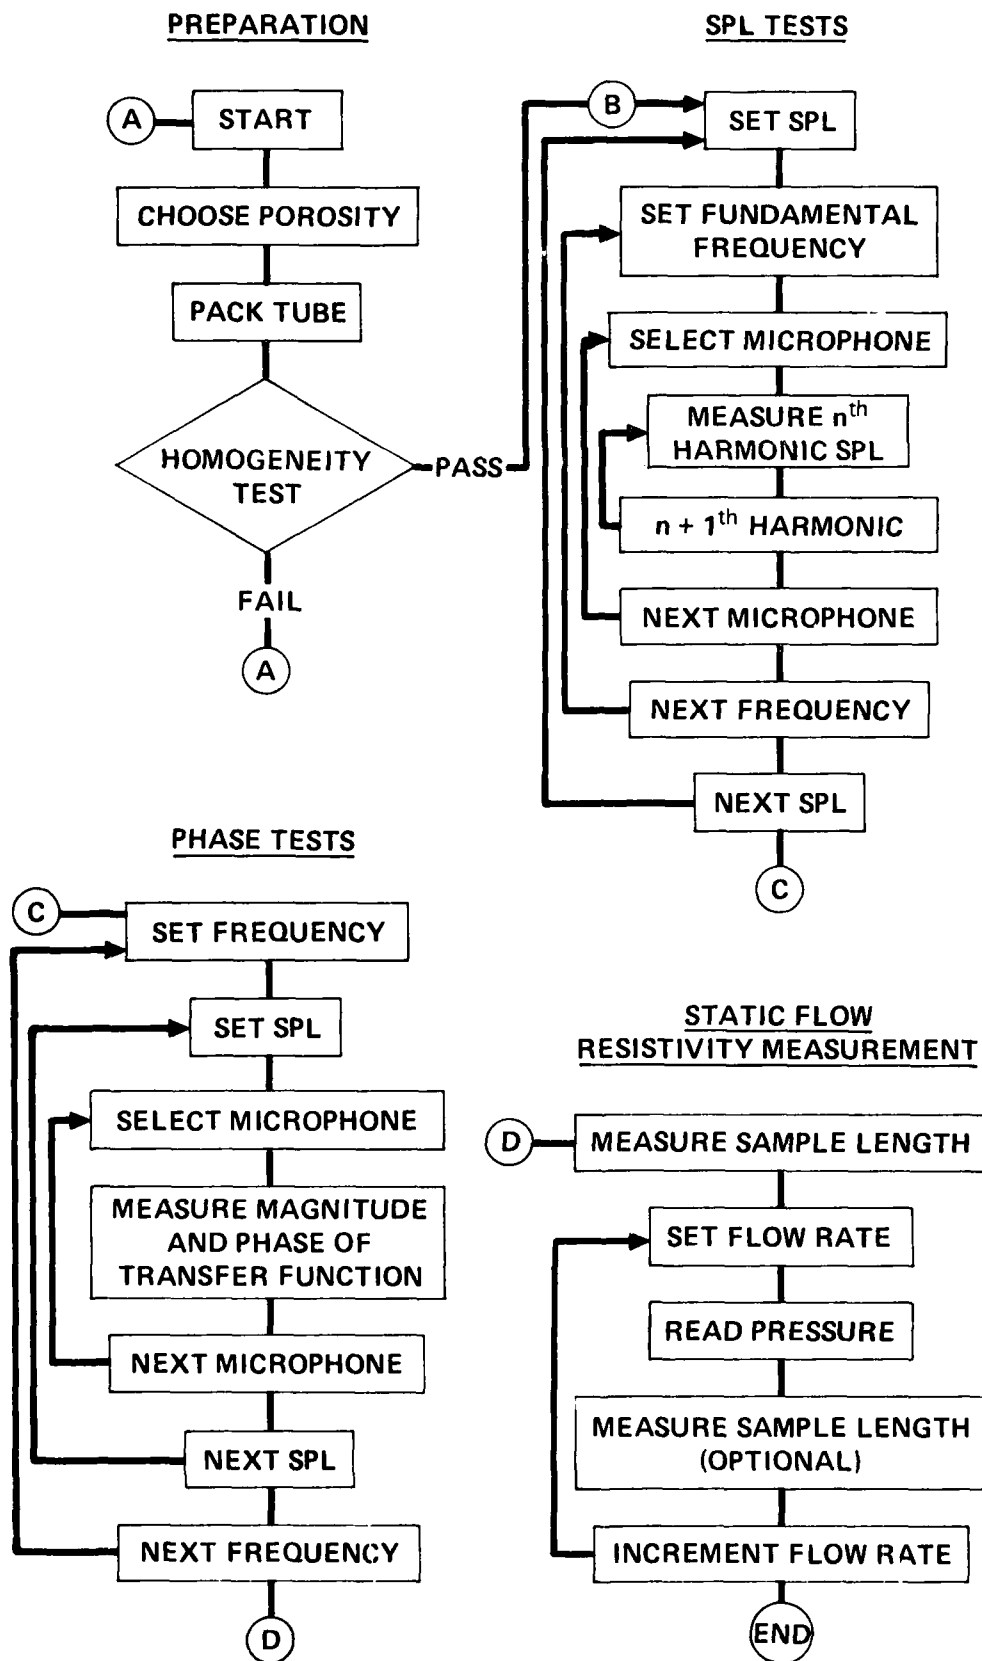 PREPARATION
A
START
CHOOSE POROSITY
PACK TUBE
HOMOGENEITY
TEST
PASS
FAIL
A
SPL TESTS
B
SET SPL
SET FUNDAMENTAL
FREQUENCY
SELECT MICROPHONE
MEASURE nth
HARMONIC SPL
n + 1th HARMONIC
NEXT MICROPHONE
NEXT FREQUENCY
NEXT SPL
C
PHASE TESTS
C
SET FREQUENCY
SET SPL
SELECT MICROPHONE
MEASURE MAGNITUDE
AND PHASE OF
TRANSFER FUNCTION
NEXT MICROPHONE
NEXT SPL
NEXT FREQUENCY
D
STATIC FLOW
RESISTIVITY MEASUREMENT
D
MEASURE SAMPLE LENGTH
SET FLOW RATE
READ PRESSURE
MEASURE SAMPLE LENGTH
(OPTIONAL)
INCREMENT FLOW RATE
END